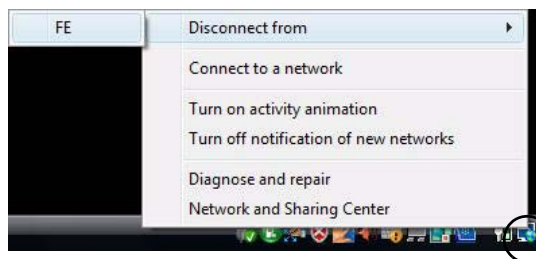 FE
Disconnect from
Connect to a network
Turn on activity animation
Turn off notification of new networks
Diagnose and repair
Network and Sharing Center